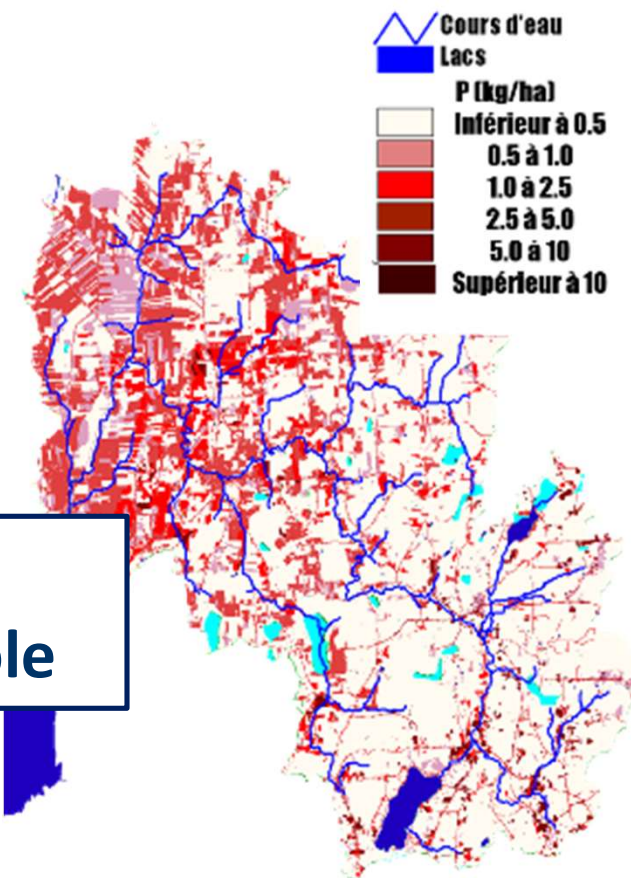 Cours d'eau
Lacs
P (kg/ha)
Inférieur à 0.5
0.5 à 1.0
1.0 à 2.5
2.5 à 5.0
5.0 à 10
Supérieur à 10